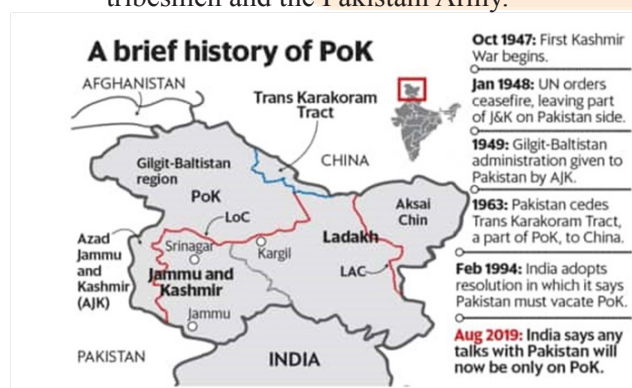 tribesmen and the Pakistani Army.
A brief history of PoK
AFGHANISTAN
Trans Karakoram
Tract
CHINA
Gilgit-Baltistan
region
PoK
LoC
Aksai
Chin
Azad
Jammu
and
Kashmir
(AJK)
Srinagar
Kargil
Ladakh
Jammu and
Kashmir
LAC
Jammu
PAKISTAN
INDIA
Oct 1947: First Kashmir
War begins.
Jan 1948: UN orders
ceasefire, leaving part
of J&K on Pakistan side.
1949: Gilgit-Baltistan
administration given to
Pakistan by AJK.
1963: Pakistan cedes
Trans Karakoram Tract,
a part of PoK, to China.
Feb 1994: India adopts
resolution in which it says
Pakistan must vacate PoK.
Aug 2019: India says any
talks with Pakistan will
now be only on PoK.